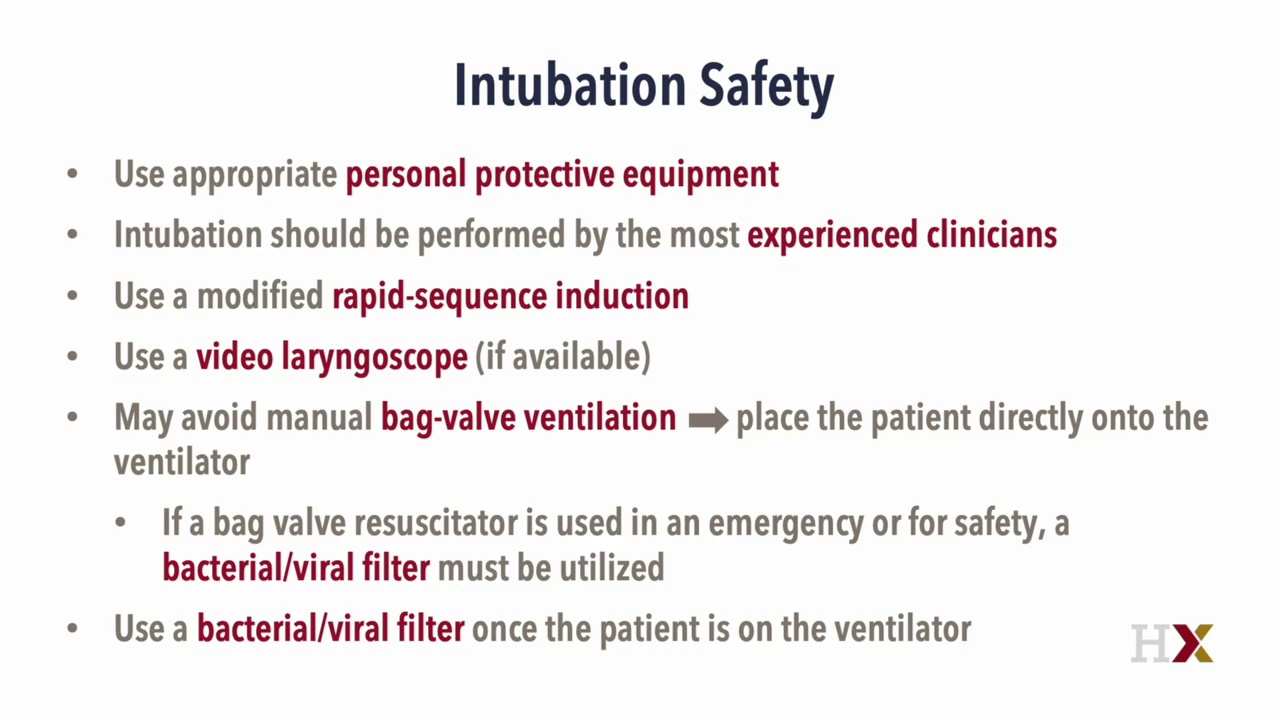 Intubation Safety
• Use appropriate personal protective equipment
• Intubation should be performed by the most experienced clinicians
• Use a modified rapid-sequence induction
• Use a video laryngoscope (if available)
• May avoid manual bag-valve ventilation ➡ place the patient directly onto the
ventilator
• If a bag valve resuscitator is used in an emergency or for safety, a
bacterial/viral filter must be utilized
• Use a bacterial/viral filter once the patient is on the ventilator
HX